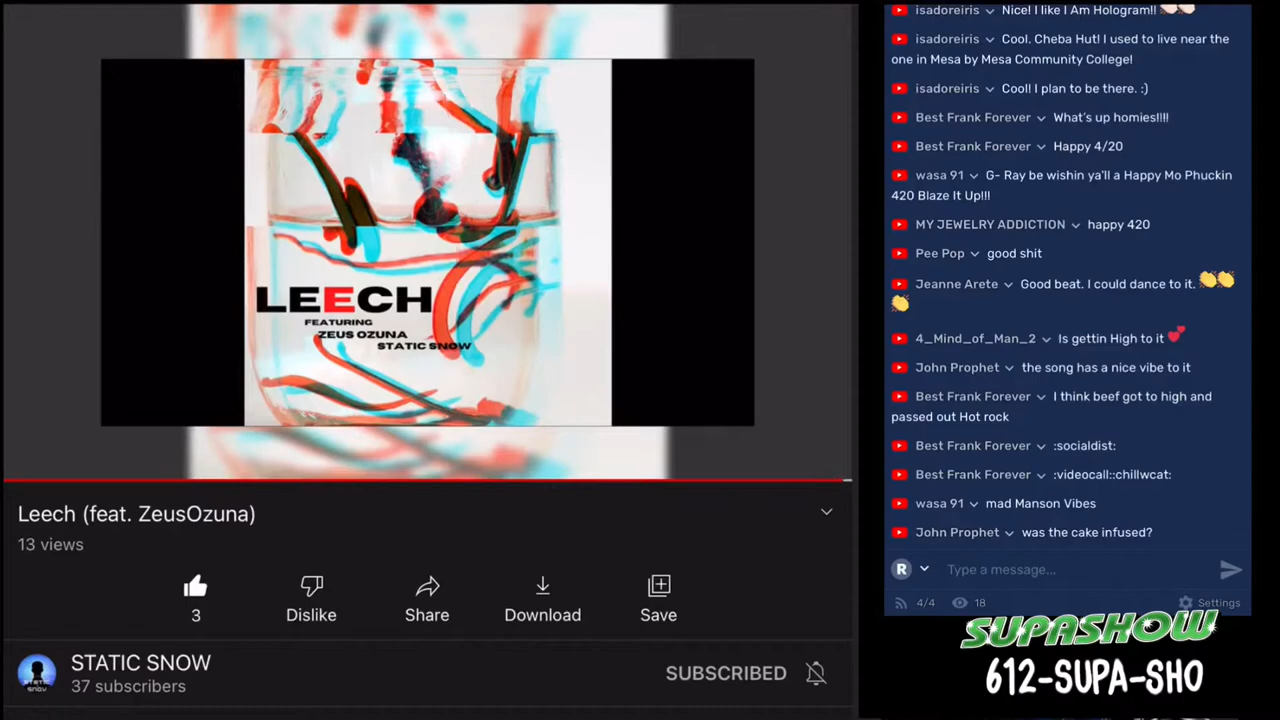 LEECH
FEATURING
ZEUS OZUNA
STATIC SNOW
Leech (feat. ZeusOzuna)
13 views
3
Dislike
Share
Download
Save
STATIC SNOW
37 subscribers
SUBSCRIBED
STATIC
SNOW
isadoreiris Nice! I like I Am Hologram!!
isadoreiris Cool. Cheba Hut! I used to live near the
one in Mesa by Mesa Community College!
isadoreiris Cool! I plan to be there. :)
Best Frank Forever What's up homies!!!!
Best Frank Forever Happy 4/20
wasa 91 G- Ray be wishin ya'll a Happy Mo Phuckin
420 Blaze It Up!!!
MY JEWELRY ADDICTION happy 420
Pee Pop good shit
Jeanne Arete Good beat. I could dance to it. 👏👏
👏
4_Mind_of_Man_2 Is gettin High to it 💕
John Prophet the song has a nice vibe to it
Best Frank Forever I think beef got to high and
passed out Hot rock
Best Frank Forever :socialdist:
Best Frank Forever :videocall::chillwcat:
wasa 91 mad Manson Vibes
John Prophet was the cake infused?
R Type a message...
4/4 18 Settings
SUPASHOW
612-SUPA-SHO